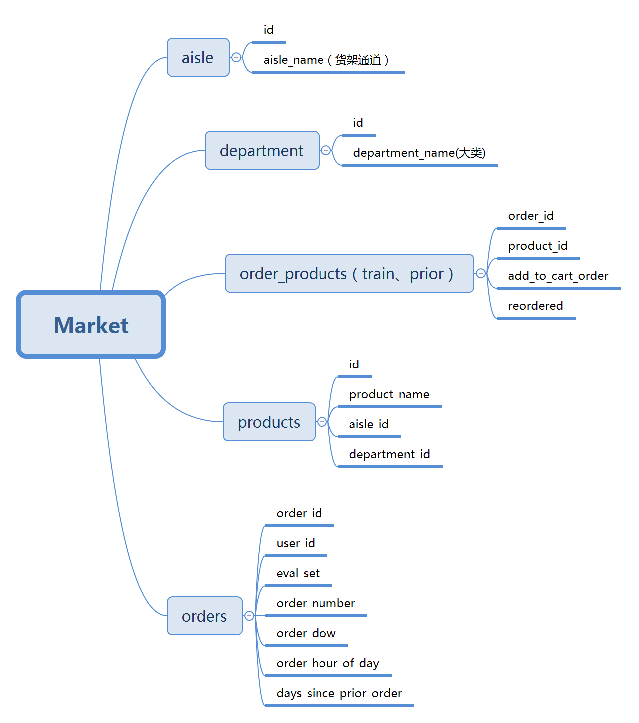 Market
aisle
id
aisle_name（货架通道）
department
id
department_name(大类)
order_products（train、prior）
order_id
product_id
add_to_cart_order
reordered
products
id
product name
aisle id
department id
orders
order id
user id
eval set
order number
order dow
order hour of day
days since prior order